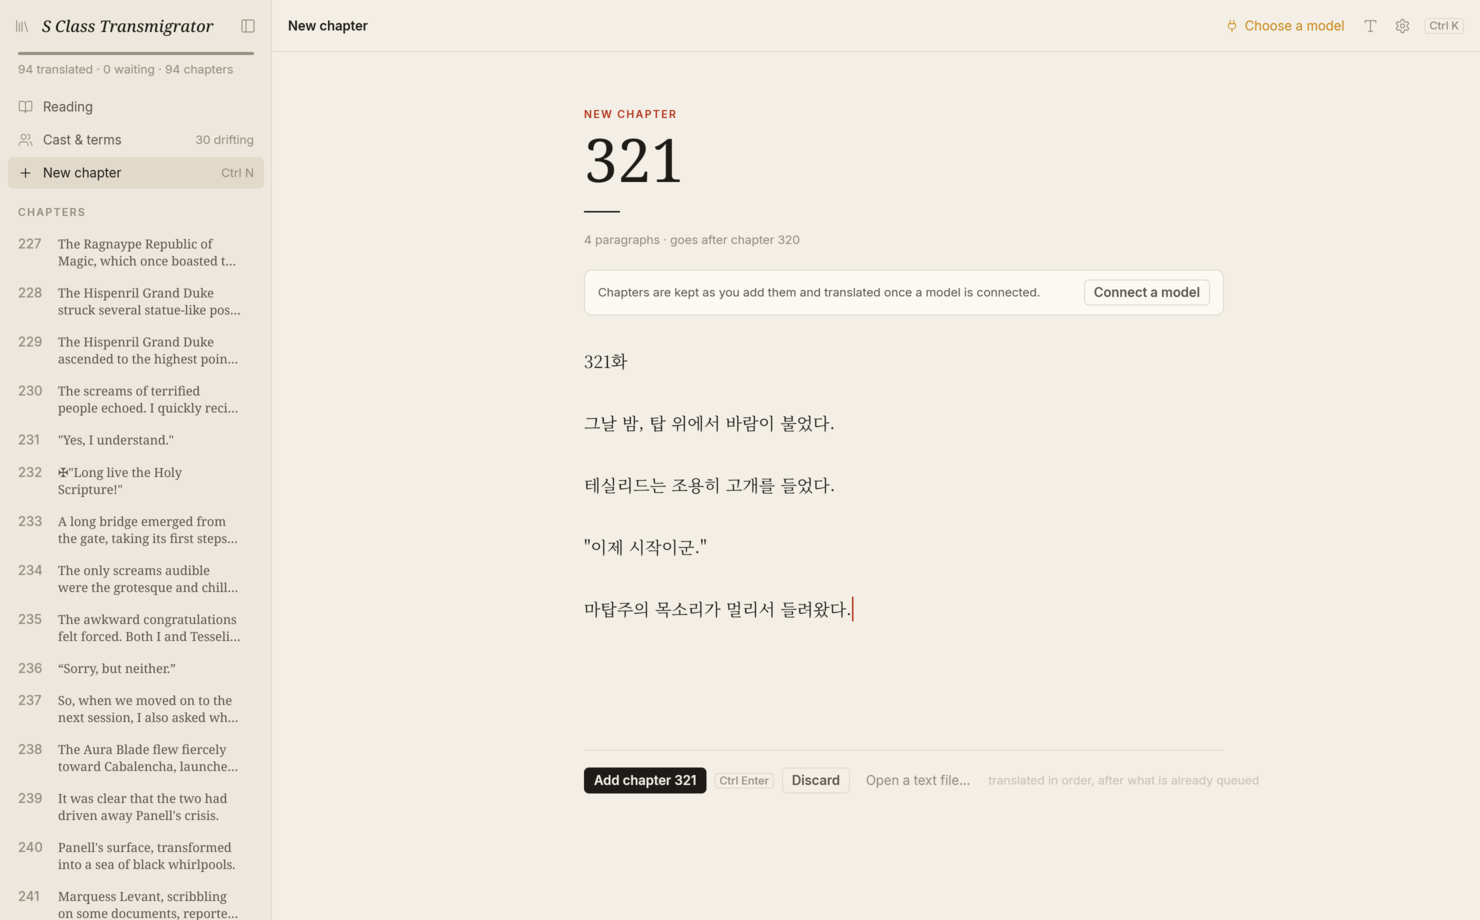 S Class Transmigrator
94 translated · 0 waiting · 94 chapters
Reading
Cast & terms 30 drifting
New chapter Ctrl N
CHAPTERS
227 The Ragnaype Republic of
Magic, which once boasted t...
228 The Hispenril Grand Duke
struck several statue-like pos...
229 The Hispenril Grand Duke
ascended to the highest poin...
230 The screams of terrified
people echoed. I quickly reci...
231 "Yes, I understand."
232 ✠"Long live the Holy
Scripture!"
233 A long bridge emerged from
the gate, taking its first steps...
234 The only screams audible
were the grotesque and chill...
235 The awkward congratulations
felt forced. Both I and Tesseli...
236 “Sorry, but neither.”
237 So, when we moved on to the
next session, I also asked wh...
238 The Aura Blade flew fiercely
toward Cabalencha, launche...
239 It was clear that the two had
driven away Panell's crisis.
240 Panell's surface, transformed
into a sea of black whirlpools.
241 Marquess Levant, scribbling
on some documents, reporte...
New chapter
Choose a model Ctrl K
NEW CHAPTER
321
4 paragraphs · goes after chapter 320
Chapters are kept as you add them and translated once a model is connected. Connect a model
321화
그날 밤, 탑 위에서 바람이 불었다.
테실리드는 조용히 고개를 들었다.
"이제 시작이군."
마탑주의 목소리가 멀리서 들려왔다.
Add chapter 321 Ctrl Enter Discard Open a text file... translated in order, after what is already queued